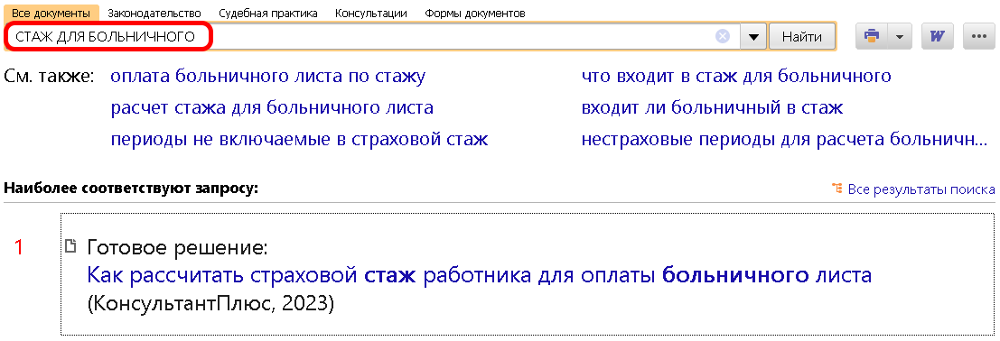 Все документы Законодательство Судебная практика Консультации Формы документов
СТАЖ ДЛЯ БОЛЬНИЧНОГО Найти W
См. также: оплата больничного листа по стажу что входит в стаж для больничного
расчет стажа для больничного листа входит ли больничный в стаж
периоды не включаемые в страховой стаж нестраховые периоды для расчета больничн...
Наиболее соответствуют запросу: Все результаты поиска
1 Готовое решение:
Как рассчитать страховой стаж работника для оплаты больничного листа
(КонсультантПлюс, 2023)